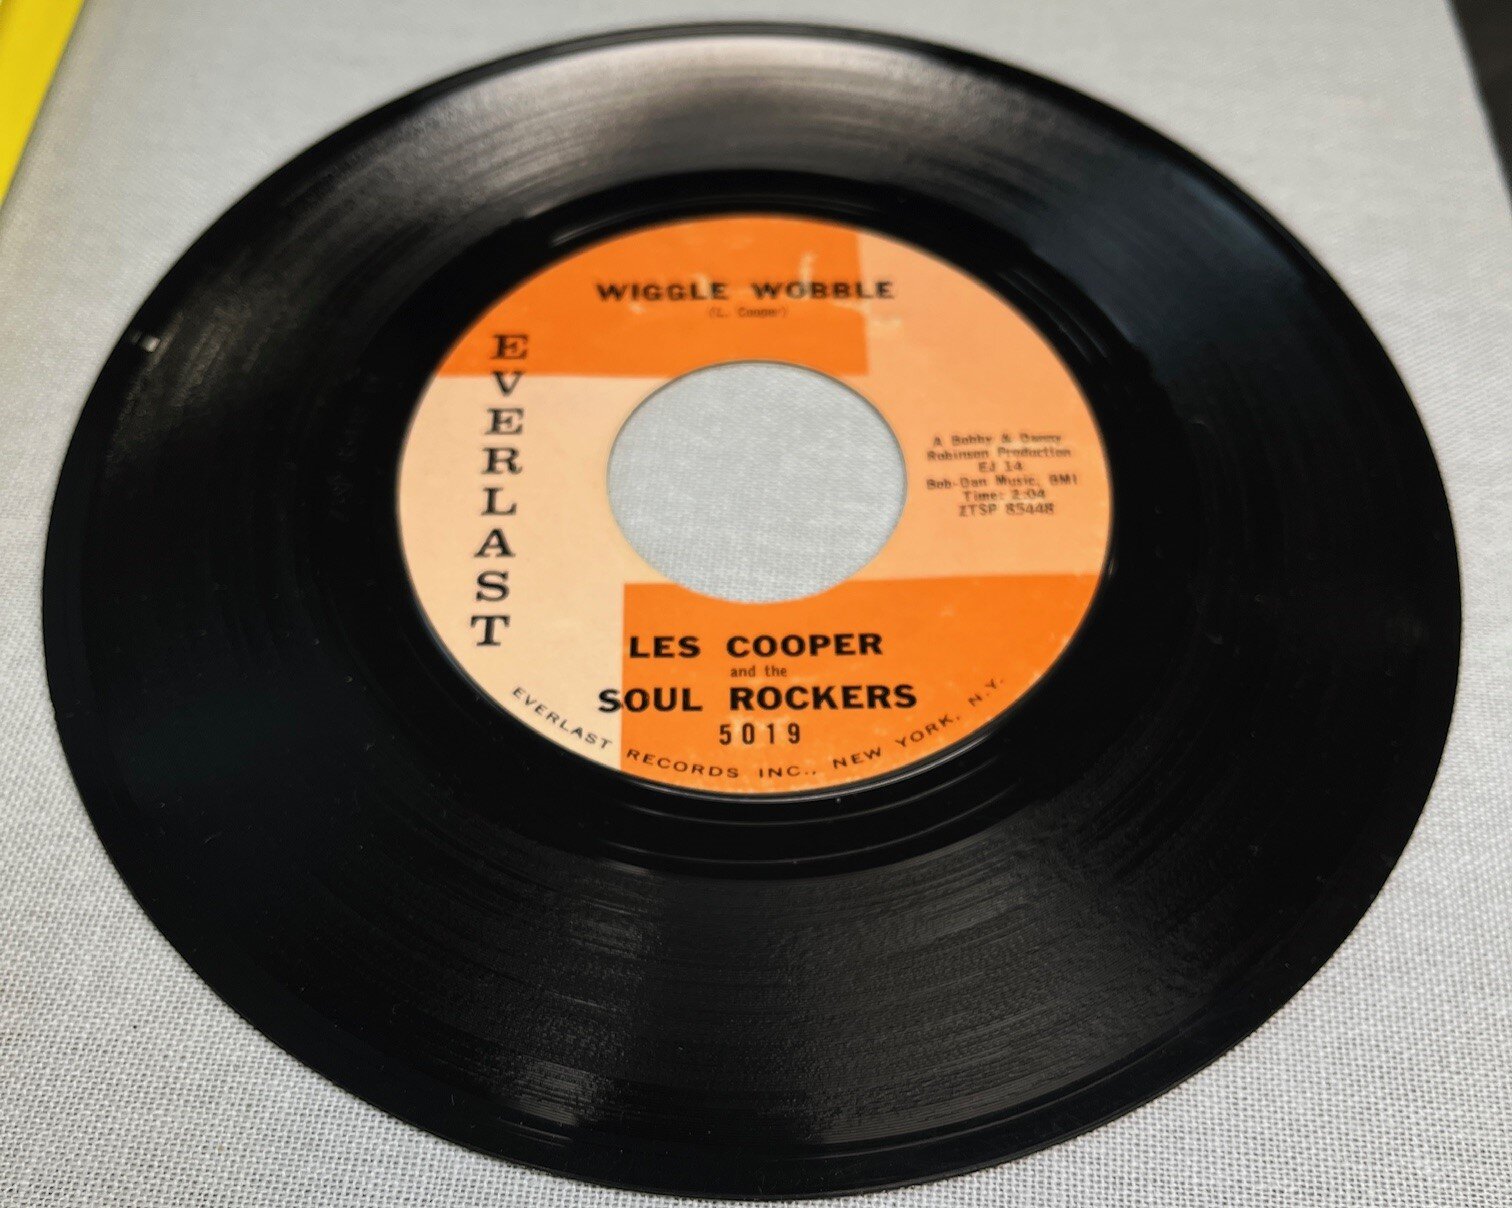 WIGGLE WOBBLE
(L. Cooper)
EVERLAST
A Bobby & Danny
Robinson Production
EJ 14
Bob-Dan Music, BMI
Time: 2:04
ZTSP 85448
LES COOPER
and the
SOUL ROCKERS
5019
EVERLAST RECORDS INC., NEW YORK, N.Y.